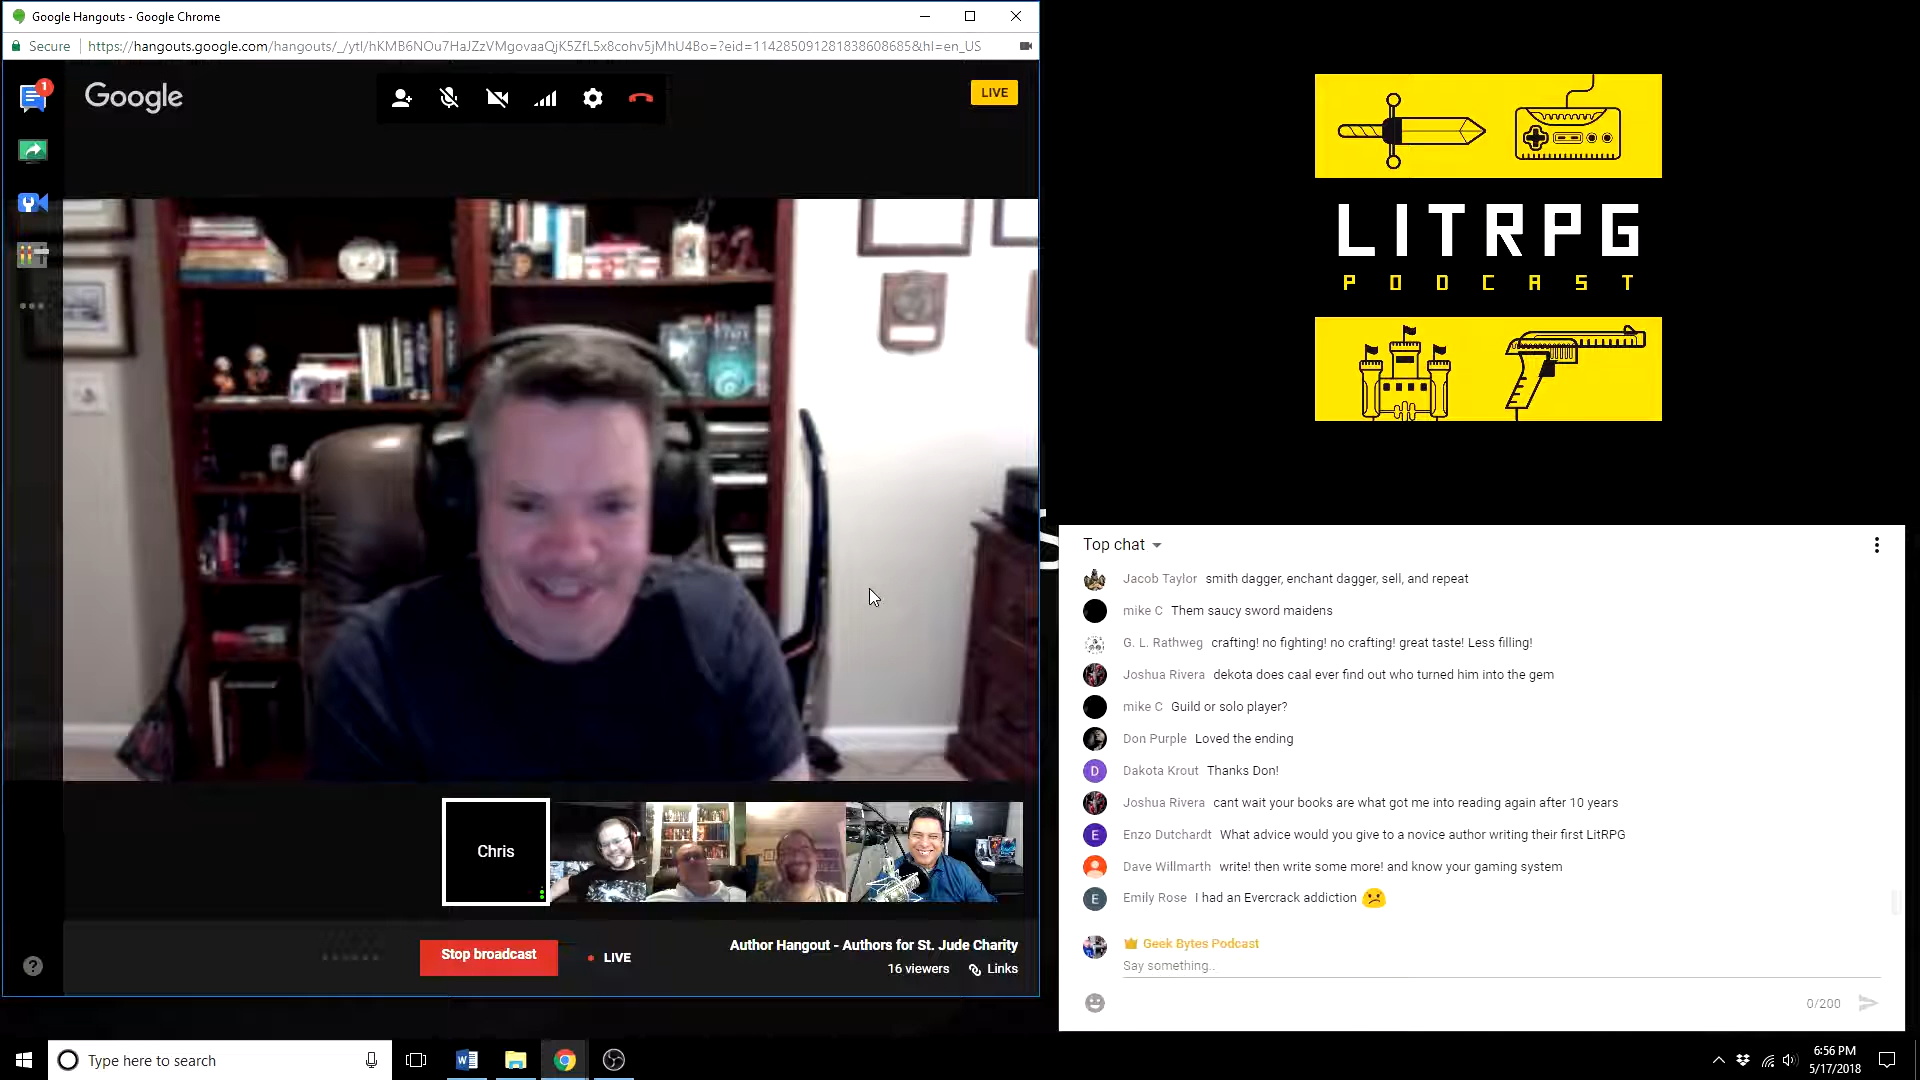 Google Hangouts - Google Chrome
Secure
https://hangouts.google.com/hangouts/_/ytl/hKMB6NOu7HaJZzVMgovaaQjK5ZfL5x8cohv5jMhU4Bo=?eid=114285091281838608685&hl=en_US
1
Google
LIVE
LITRPG
PODCAST
Top chat
Jacob Taylor smith dagger, enchant dagger, sell, and repeat
mike C Them saucy sword maidens
G. L. Rathweg crafting! no fighting! no crafting! great taste! Less filling!
Joshua Rivera dekota does caal ever find out who turned him into the gem
mike C Guild or solo player?
Don Purple Loved the ending
D Dakota Krout Thanks Don!
Joshua Rivera cant wait your books are what got me into reading again after 10 years
E Enzo Dutchardt What advice would you give to a novice author writing their first LitRPG
Dave Willmarth write! then write some more! and know your gaming system
E Emily Rose I had an Evercrack addiction
Geek Bytes Podcast
Say something..
0/200
Chris
Stop broadcast
LIVE
Author Hangout - Authors for St. Jude Charity
16 viewers
Links
Type here to search
6:56 PM
5/17/2018